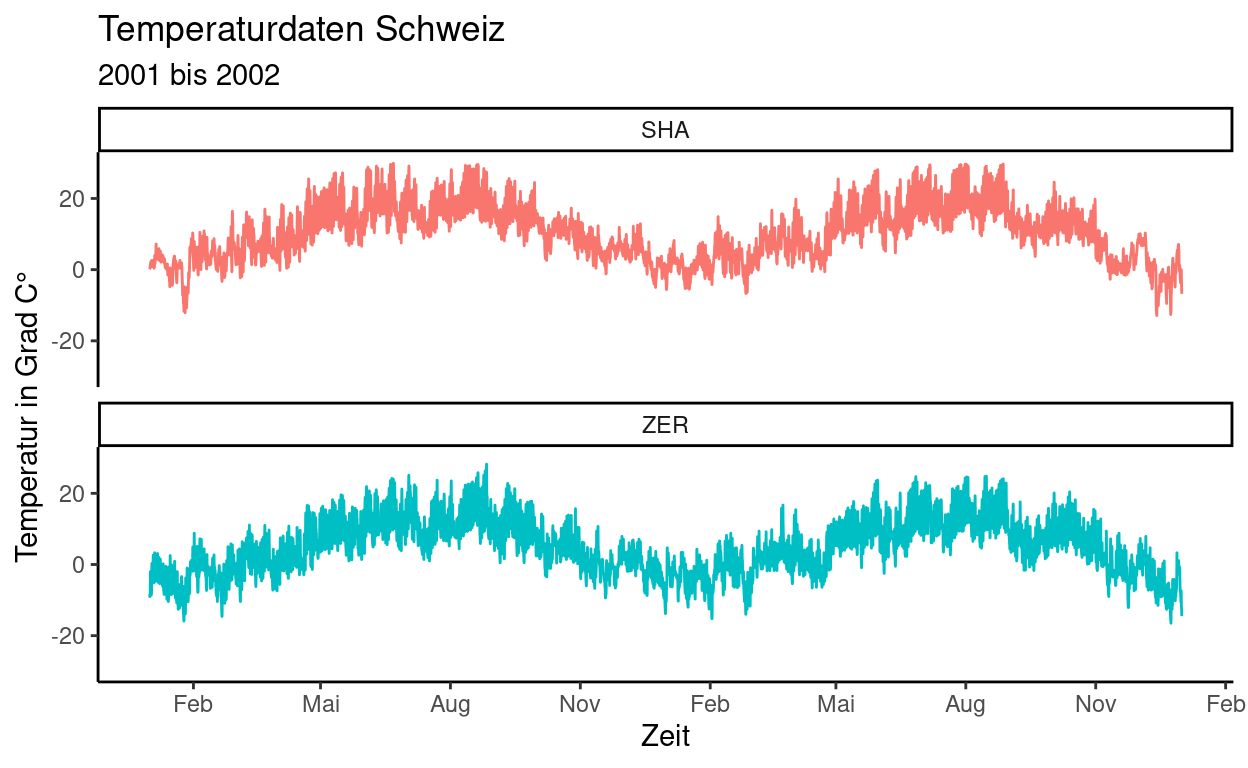 Temperaturdaten Schweiz
2001 bis 2002
SHA
20
0
-20
ZER
20
0
-20
Temperatur in Grad C°
Feb Mai Aug Nov Feb Mai Aug Nov Feb
Zeit